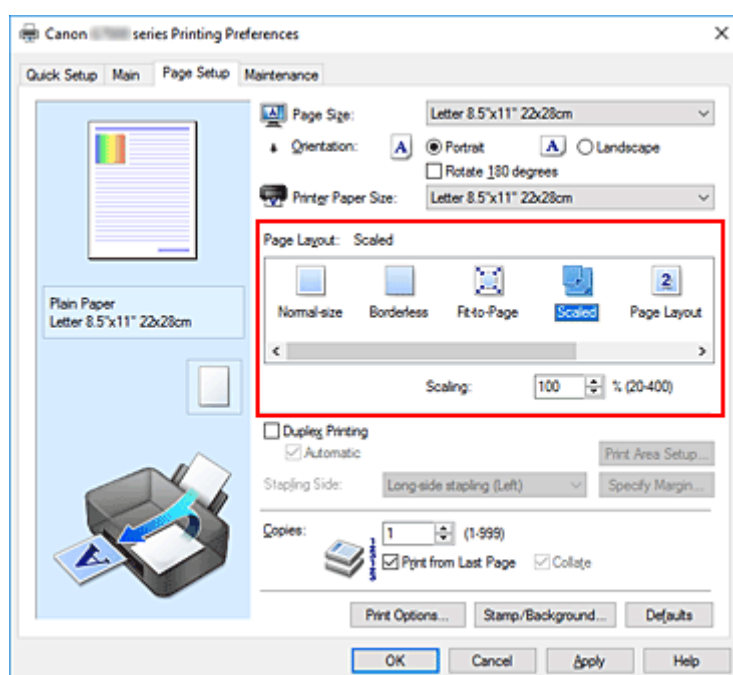 Canon series Printing Preferences
Quick Setup Main Page Setup Maintenance
Page Size: Letter 8.5"x11" 22x28cm
Orientation: A Portrait A Landscape
Rotate 180 degrees
Printer Paper Size: Letter 8.5"x11" 22x28cm
Page Layout: Scaled
2
Normal-size Borderless Fit-to-Page Scaled Page Layout
Scaling: 100 % (20-400)
Plain Paper
Letter 8.5"x11" 22x28cm
Duplex Printing
Automatic Print Area Setup...
Stapling Side: Long-side stapling (Left) Specify Margin...
Copies: 1 (1-999)
Print from Last Page Collate
A
Print Options... Stamp/Background... Defaults
OK Cancel Apply Help